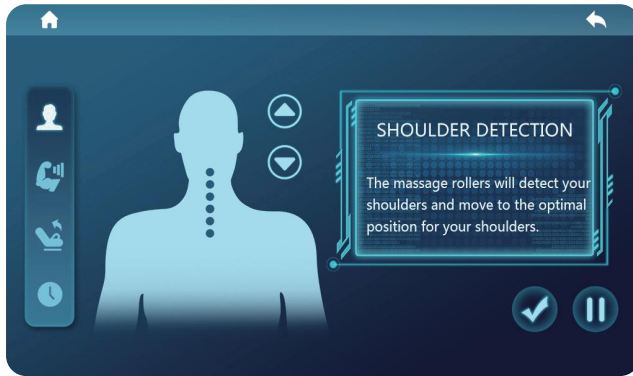 SHOULDER DETECTION
The massage rollers will detect your
shoulders and move to the optimal
position for your shoulders.